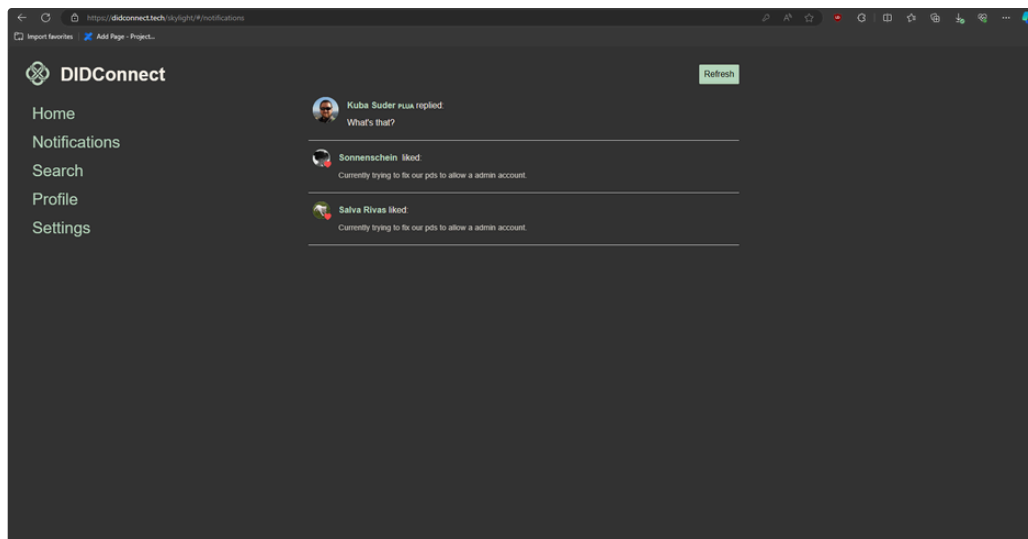 https://didconnect.tech/skylight/#/notifications
Import favorites
Add Page - Project...
DIDConnect
Refresh
Home
Notifications
Search
Profile
Settings
Kuba Suder ᴘʟᴜᴀ replied:
What's that?
Sonnenschein liked:
Currently trying to fix our pds to allow a admin account.
Salva Rivas liked:
Currently trying to fix our pds to allow a admin account.